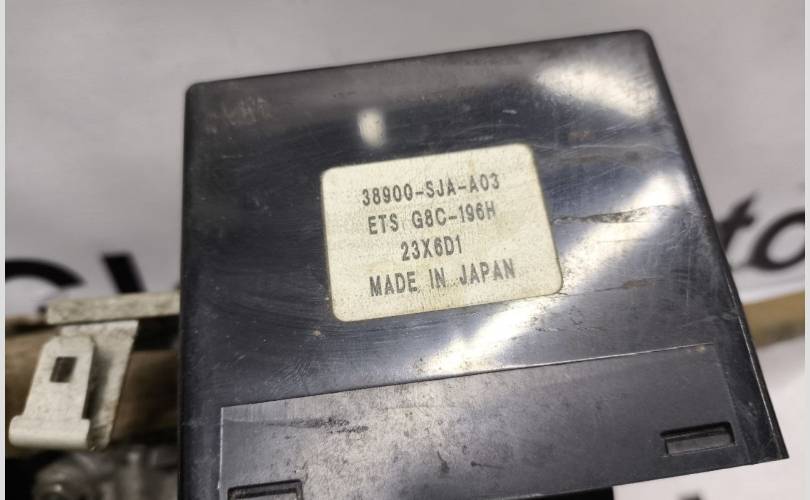 38900-SJA-A03
ETS G8C-196H
23X6D1
MADE IN JAPAN